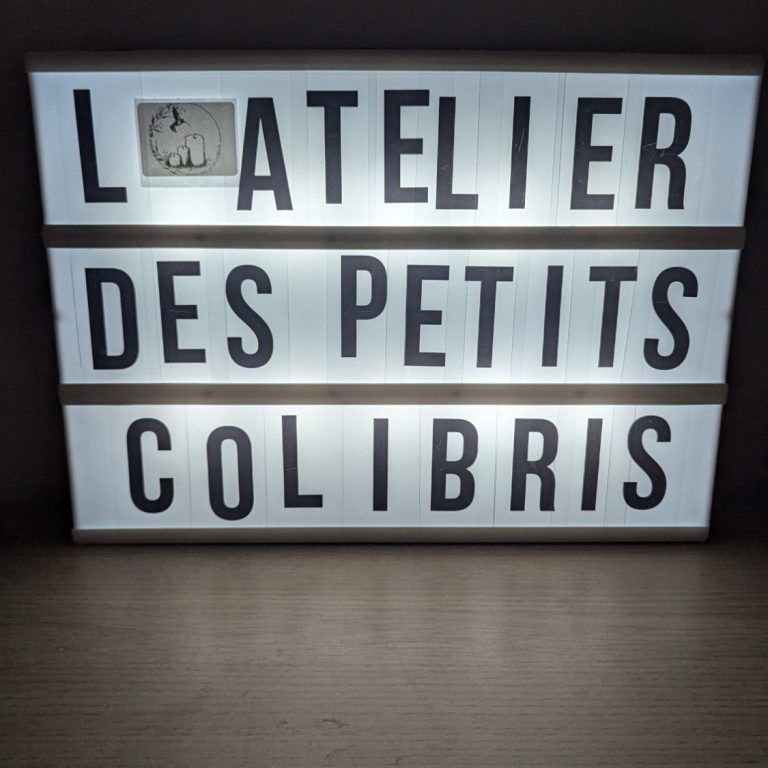 L ATELIER
DES PETITS
COLIBRIS